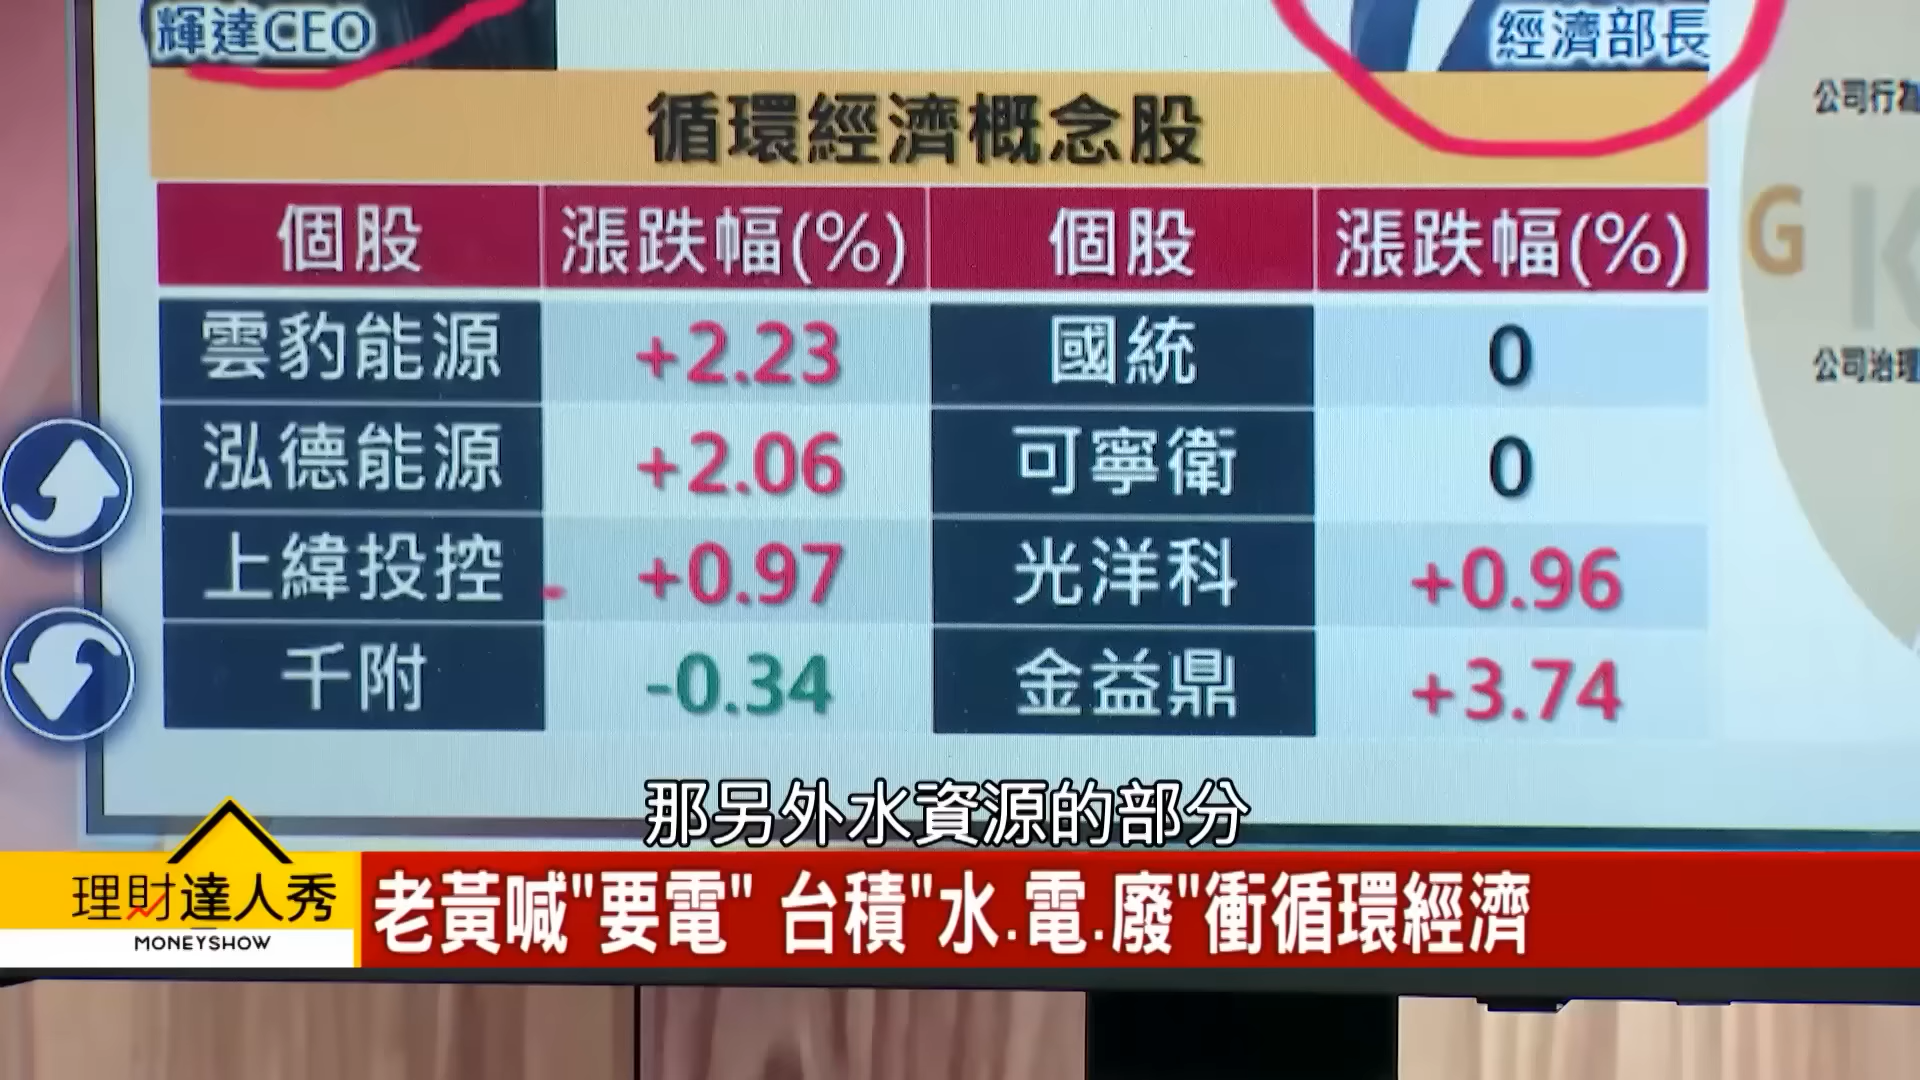 輝達CEO
經濟部長
循環經濟概念股
公司行為
個股 漲跌幅(%) 個股 漲跌幅(%)
G
雲豹能源 +2.23 國統 0
公司治理
泓德能源 +2.06 可寧衛 0
上緯投控 +0.97 光洋科 +0.96
千附 -0.34 金益鼎 +3.74
那另外水資源的部分
理財達人秀
MONEYSHOW
老黃喊"要電" 台積"水.電.廢"衝循環經濟